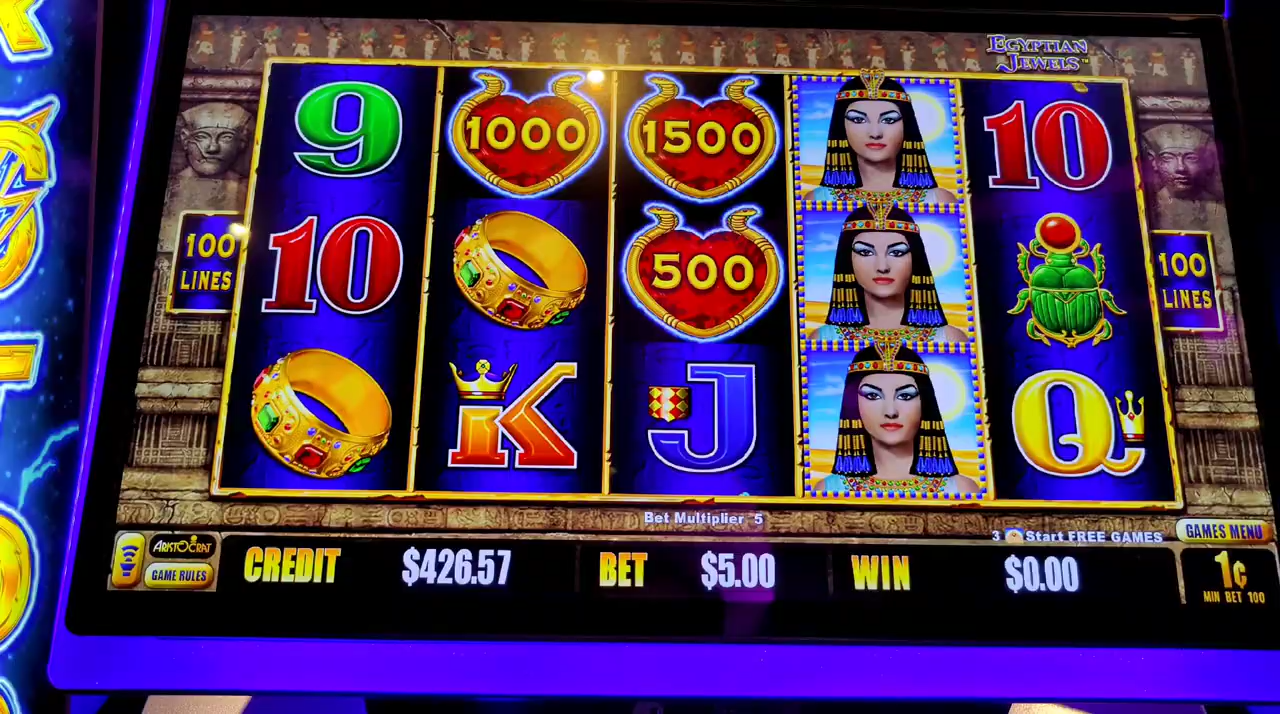 EGYPTIAN
JEWELS™
9
1000
1500
10
100
LINES
10
500
100
LINES
K
J
Q
Bet Multiplier 5
3 Start FREE GAMES
GAMES MENU
ARISTOCRAT
GAME RULES
CREDIT $426.57 BET $5.00 WIN $0.00
1¢
MIN BET 100